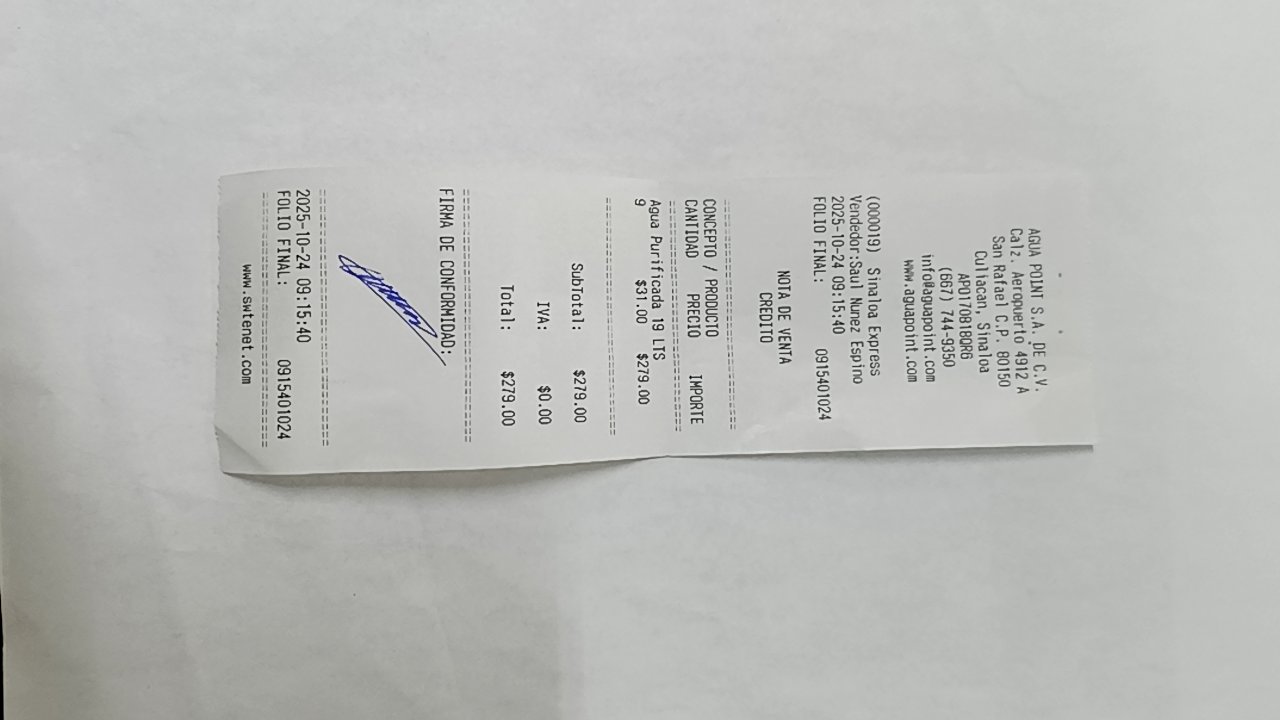 AGUA POINT S.A. DE C.V.
Calz. Aeropuerto 4912 A
San Rafael C.P. 80150
Culiacan, Sinaloa
APO170818QR6
(667) 744-9350
info@aguapoint.com
www.aguapoint.com
(000019) Sinaloa Express
Vendedor:Saul Nunez Espino
2025-10-24 09:15:40
FOLIO FINAL: 0915401024
NOTA DE VENTA
CREDITO
==============================
CONCEPTO / PRODUCTO
CANTIDAD PRECIO IMPORTE
==============================
Agua Purificada 19 LTS
9 $31.00 $279.00
==============================
SubTotal: $279.00
IVA: $0.00
Total: $279.00
==============================
FIRMA DE CONFORMIDAD:
==============================
2025-10-24 09:15:40
FOLIO FINAL: 0915401024
==============================
www.swtenet.com